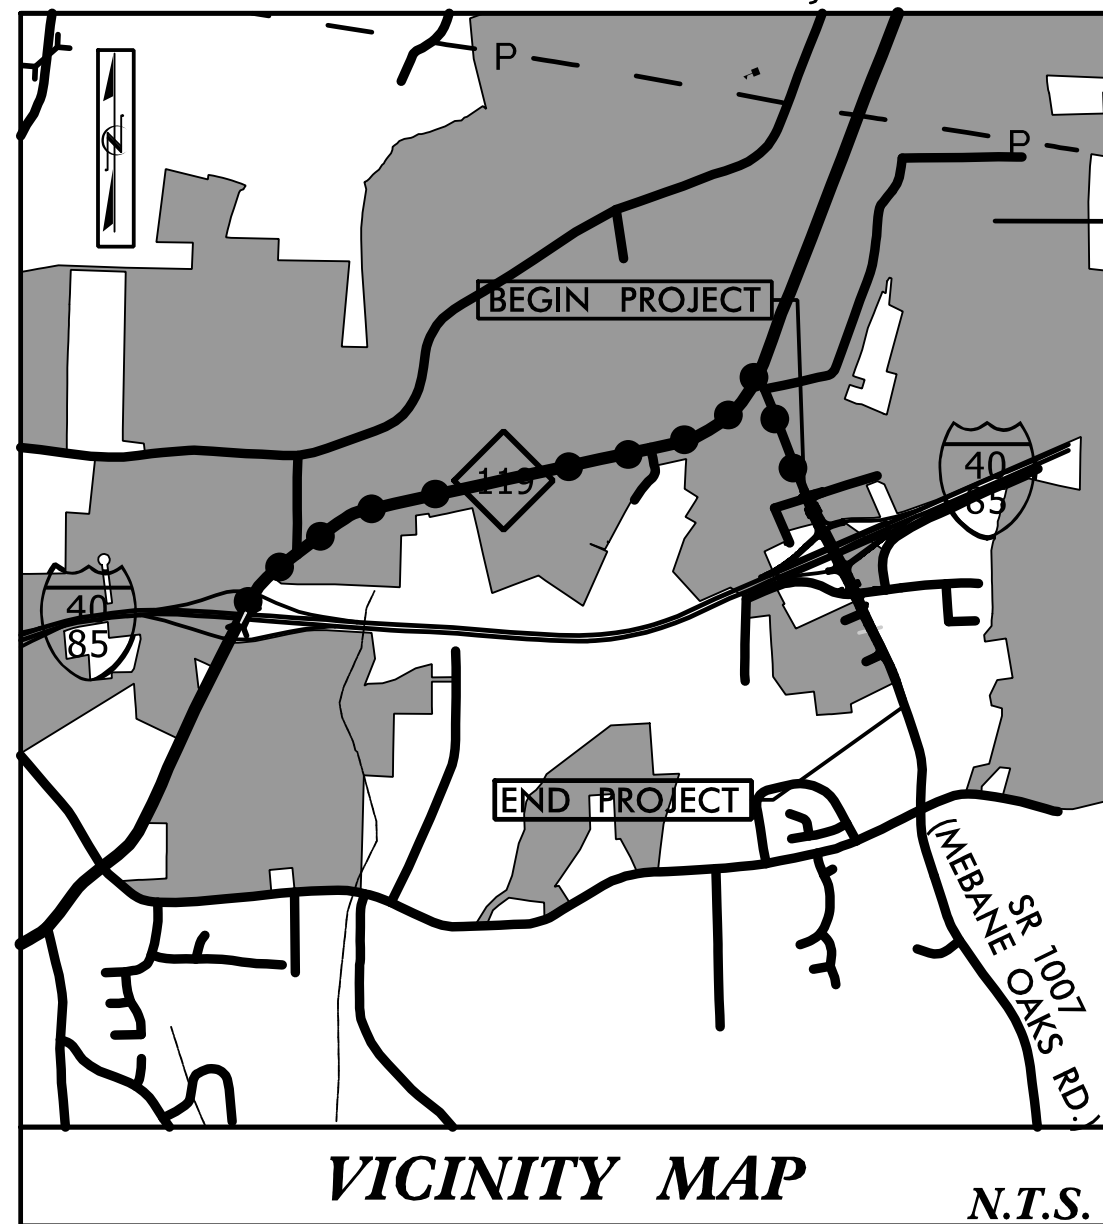 P
N
P
BEGIN PROJECT
119
40
85
40
85
END PROJECT
SR 1007
(MEBANE OAKS RD.)
VICINITY MAP
N.T.S.